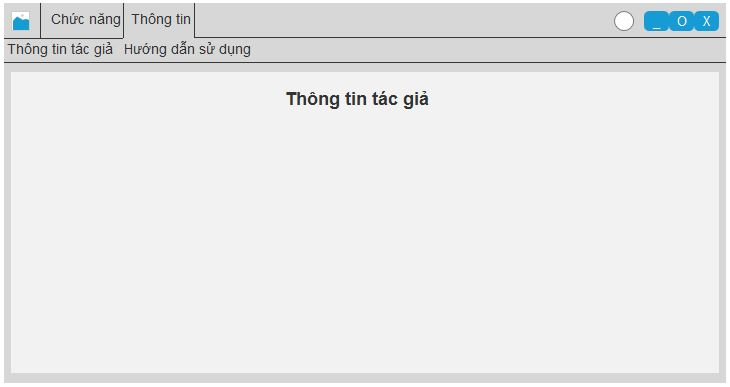 Chức năng Thông tin
_ O X
Thông tin tác giả Hướng dẫn sử dụng
Thông tin tác giả